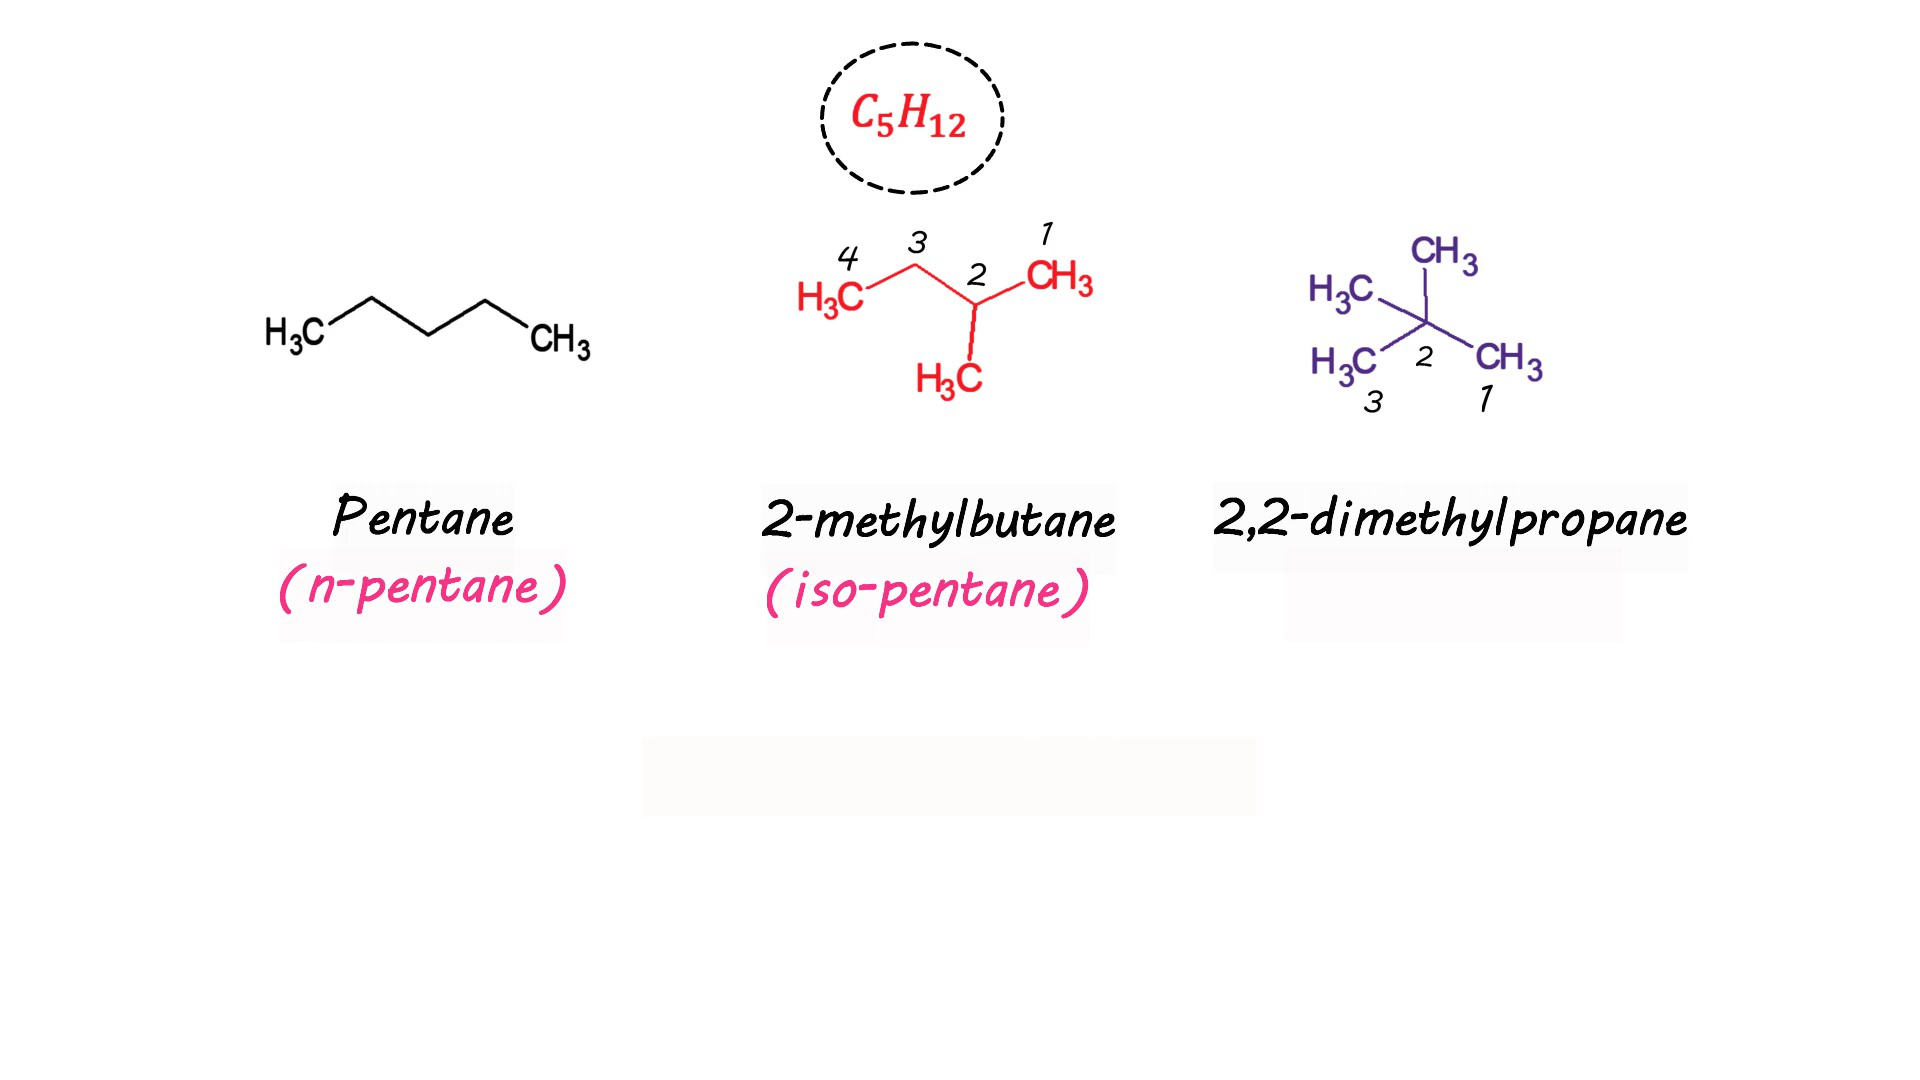 C₅H₁₂
H₃C CH₃
4 3 2 1
H₃C CH₃
H₃C
CH₃
H₃C
H₃C 2 CH₃
3 1
Pentane
(n-pentane)
2-methylbutane
(iso-pentane)
2,2-dimethylpropane